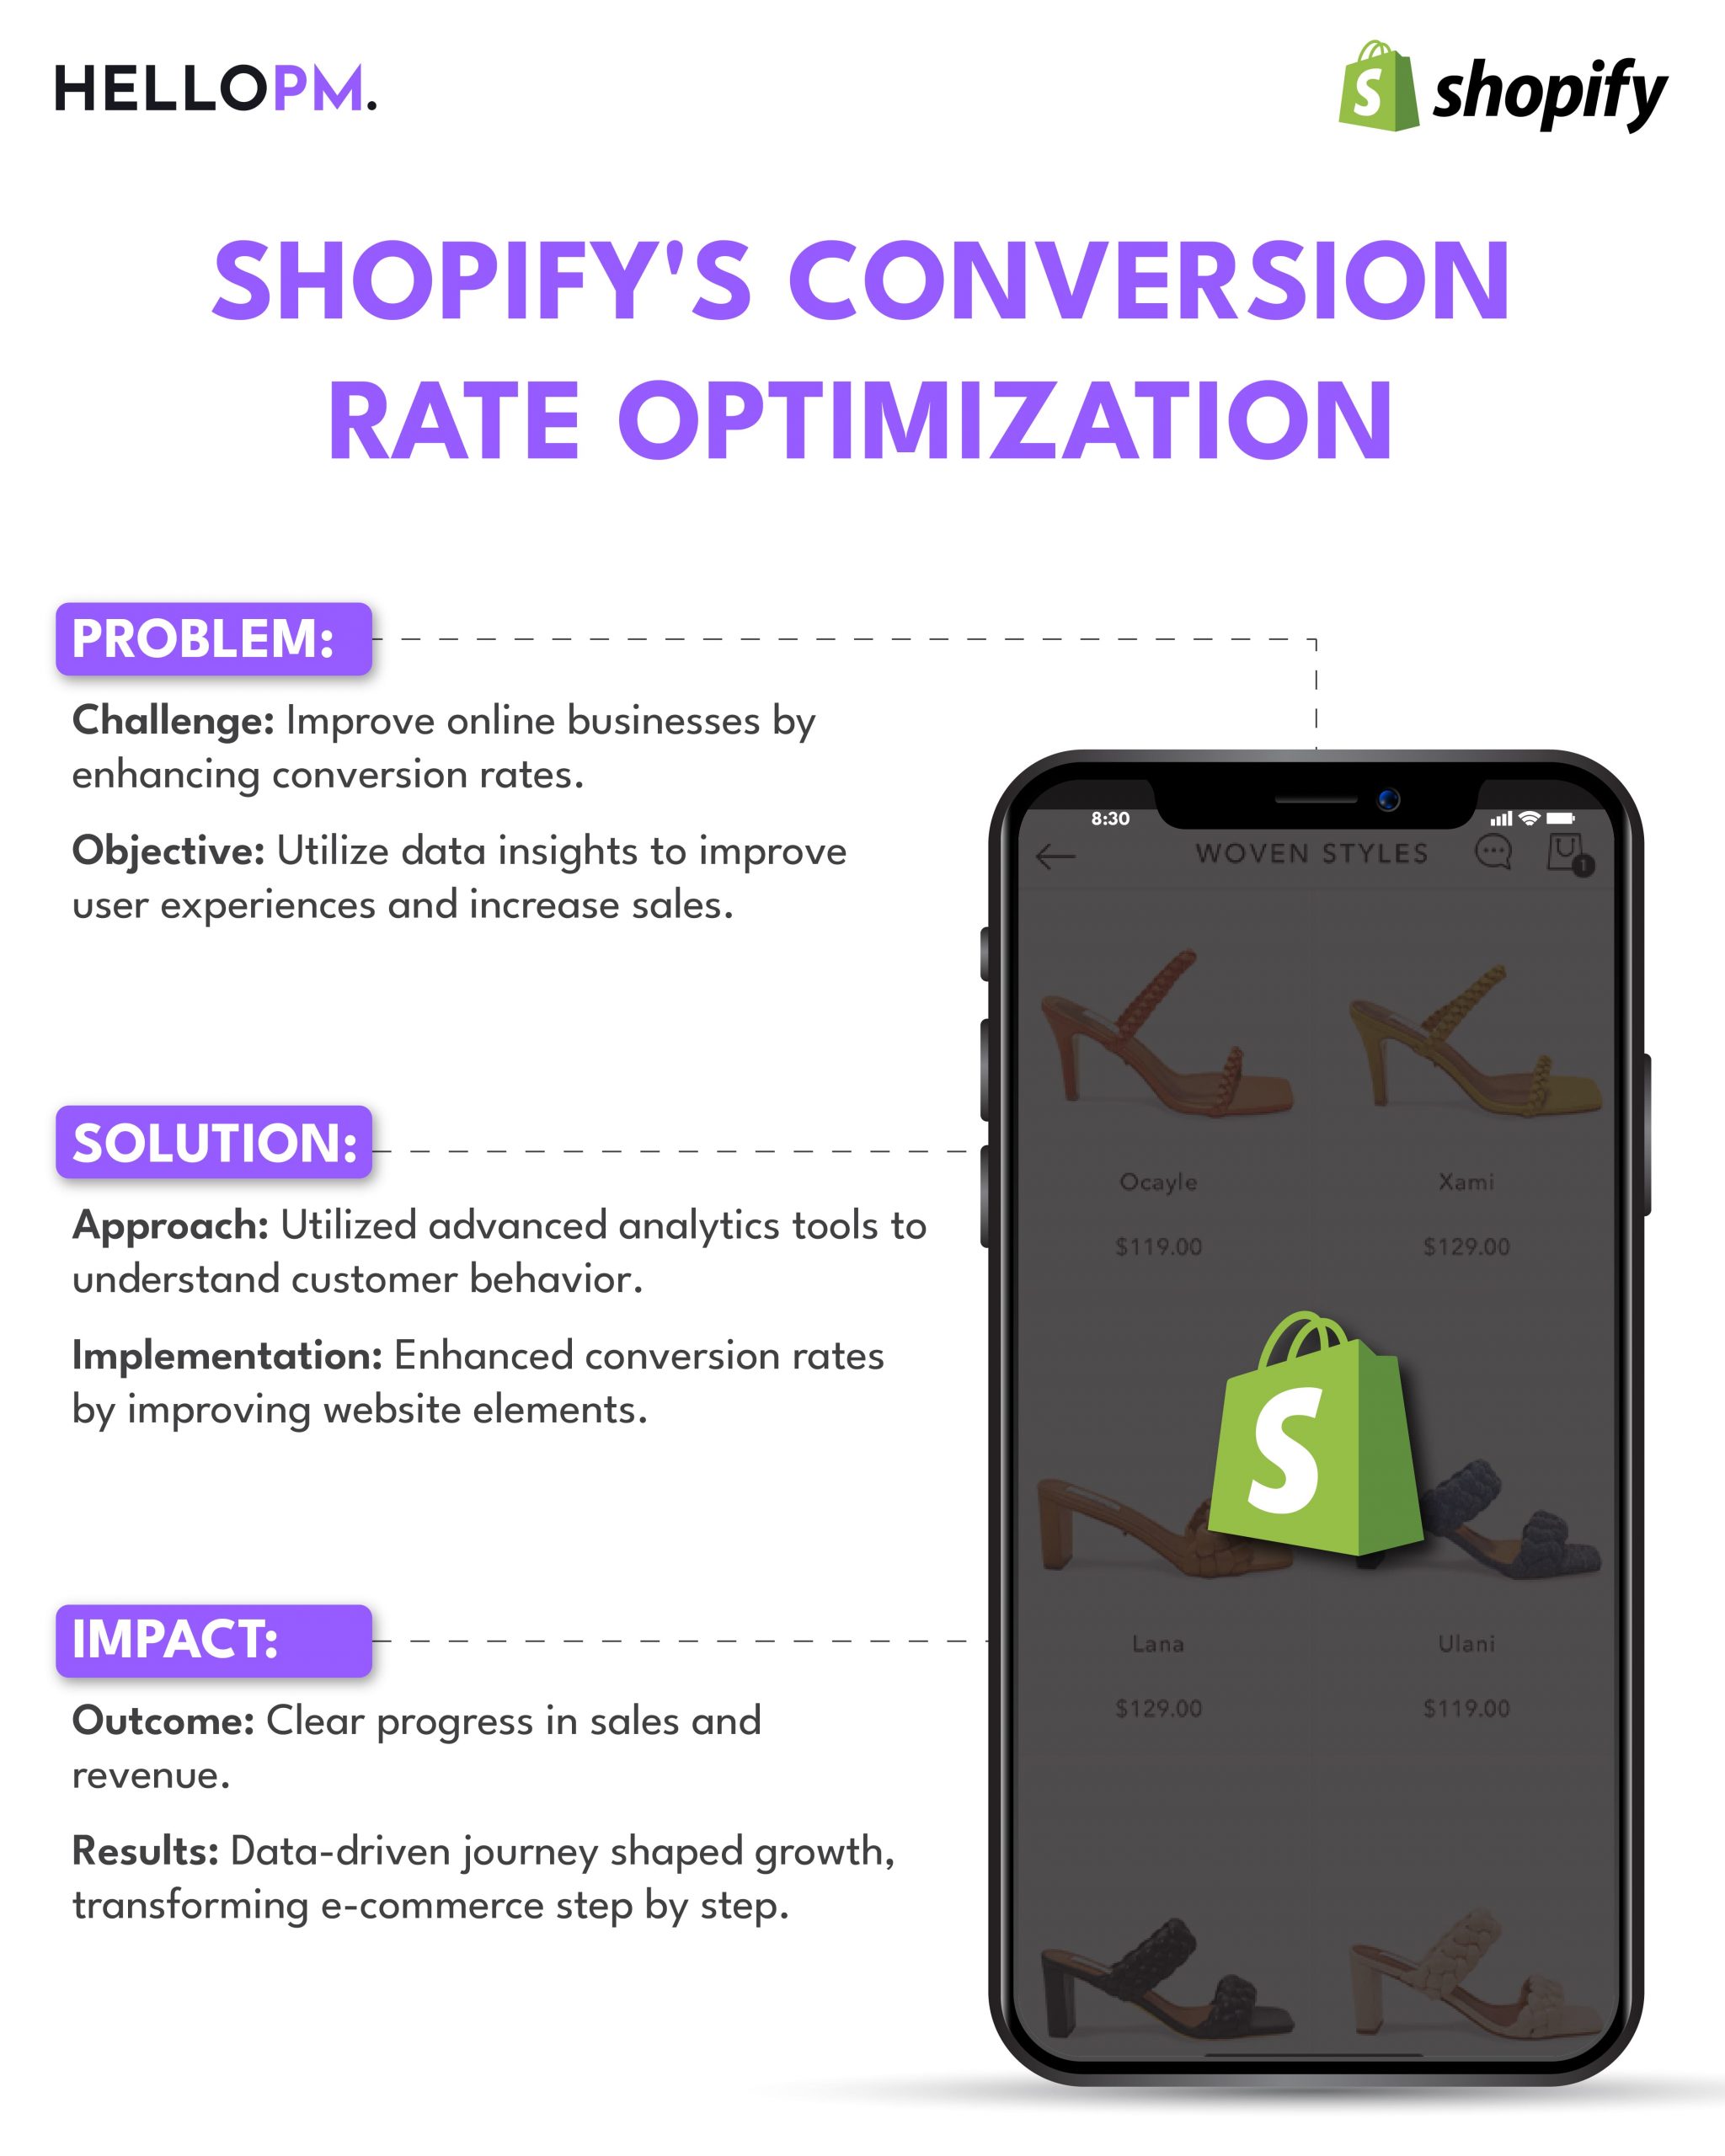 HELLOPM.
shopify
SHOPIFY'S CONVERSION
RATE OPTIMIZATION
PROBLEM:
Challenge: Improve online businesses by
enhancing conversion rates.
Objective: Utilize data insights to improve
user experiences and increase sales.
SOLUTION:
Approach: Utilized advanced analytics tools to
understand customer behavior.
Implementation: Enhanced conversion rates
by improving website elements.
IMPACT:
Outcome: Clear progress in sales and
revenue.
Results: Data-driven journey shaped growth,
transforming e-commerce step by step.
8:30
WOVEN STYLES
1
Ocayle
Xami
$119.00
$129.00
S
Lana
Ulani
$129.00
$119.00